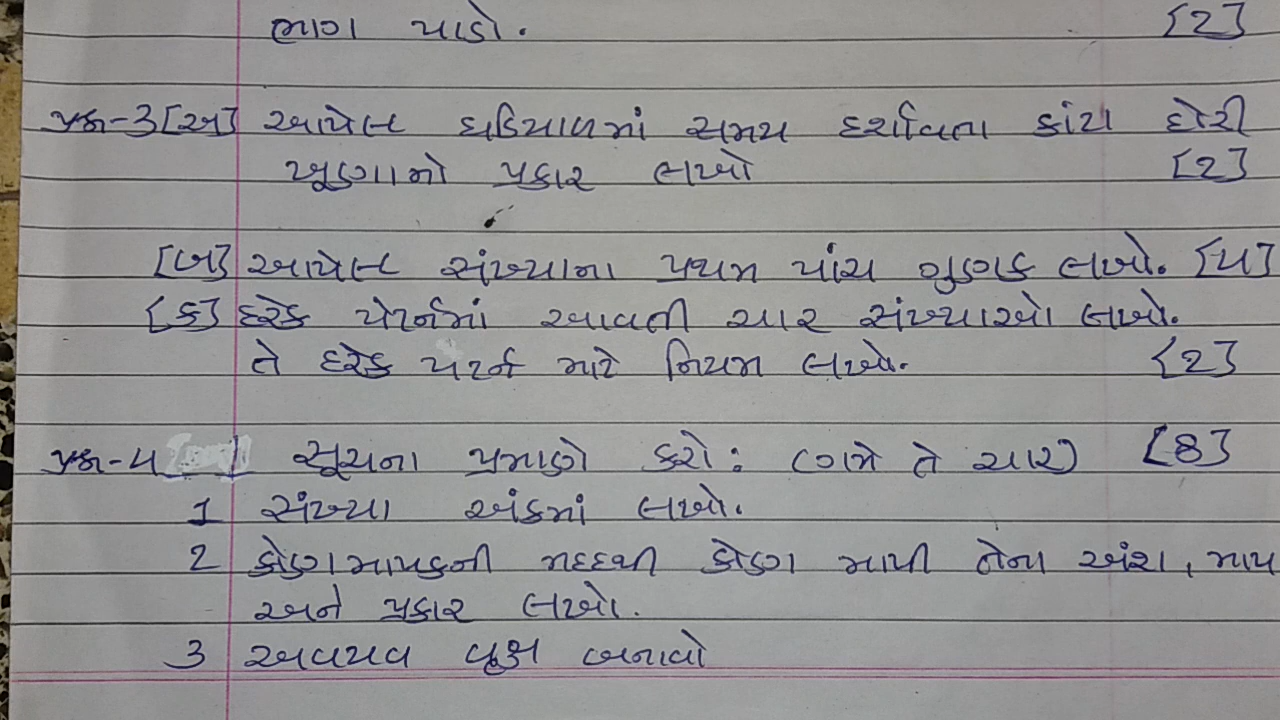 ભાગ પાડો. [2]
પ્રશ્ન-3 [અ] આપેલ ઘડિયાળમાં સમય દર્શાવતા કાંટા દોરી
ખૂણાનો પ્રકાર લખો [2]
[બ] આપેલ સંખ્યાના પ્રથમ પાંચ ગુણક લખો. [4]
[ક] દરેક પેટર્નમાં આવતી ચાર સંખ્યાઓ લખો.
તે દરેક પેટર્ન માટે નિયમ લખો. [2]
પ્રશ્ન-4 સૂચના પ્રમાણે કરો: (ગમે તે ચાર) [8]
1 સંખ્યા અંકમાં લખો.
2 કોણમાપકની મદદથી કોણ માપી તેના અંશ, માપ
અને પ્રકાર લખો.
3 અવયવ વૃક્ષ બનાવો